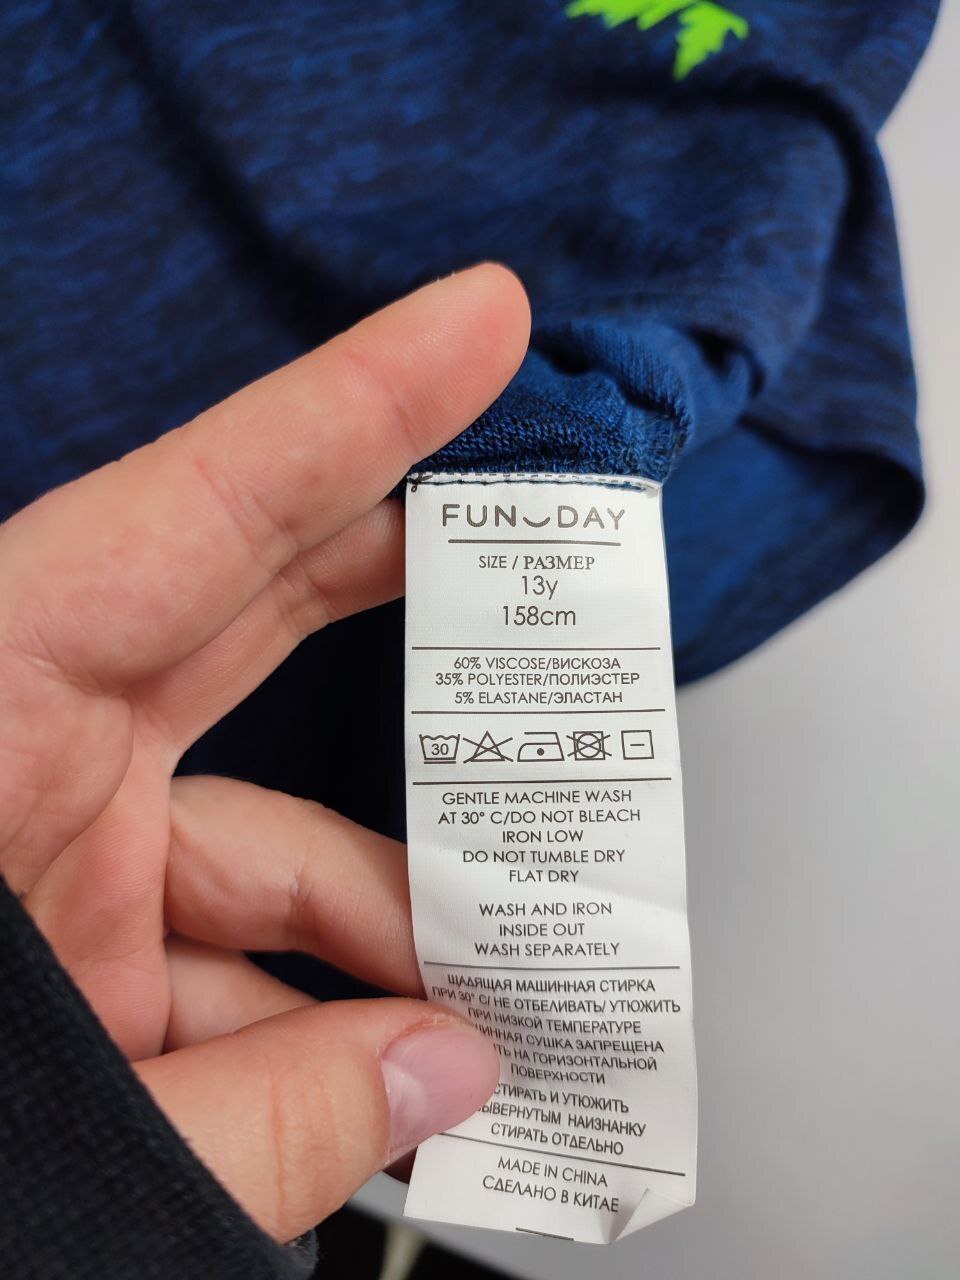 FUN DAY
SIZE / РАЗМЕР
13y
158cm
60% VISCOSE/ВИСКОЗА
35% POLYESTER/ПОЛИЭСТЕР
5% ELASTANE/ЭЛАСТАН
30
GENTLE MACHINE WASH
AT 30° C/DO NOT BLEACH
IRON LOW
DO NOT TUMBLE DRY
FLAT DRY
WASH AND IRON
INSIDE OUT
WASH SEPARATELY
ЩАДЯЩАЯ МАШИННАЯ СТИРКА
ПРИ 30° С/ НЕ ОТБЕЛИВАТЬ/ УТЮЖИТЬ
ПРИ НИЗКОЙ ТЕМПЕРАТУРЕ
СУШКА ЗАПРЕЩЕНА
НА ГОРИЗОНТАЛЬНОЙ
ПОВЕРХНОСТИ
СТИРАТЬ И УТЮЖИТЬ
НАИЗНАНКУ
СТИРАТЬ ОТДЕЛЬНО
MADE IN CHINA
СДЕЛАНО В КИТАЕ